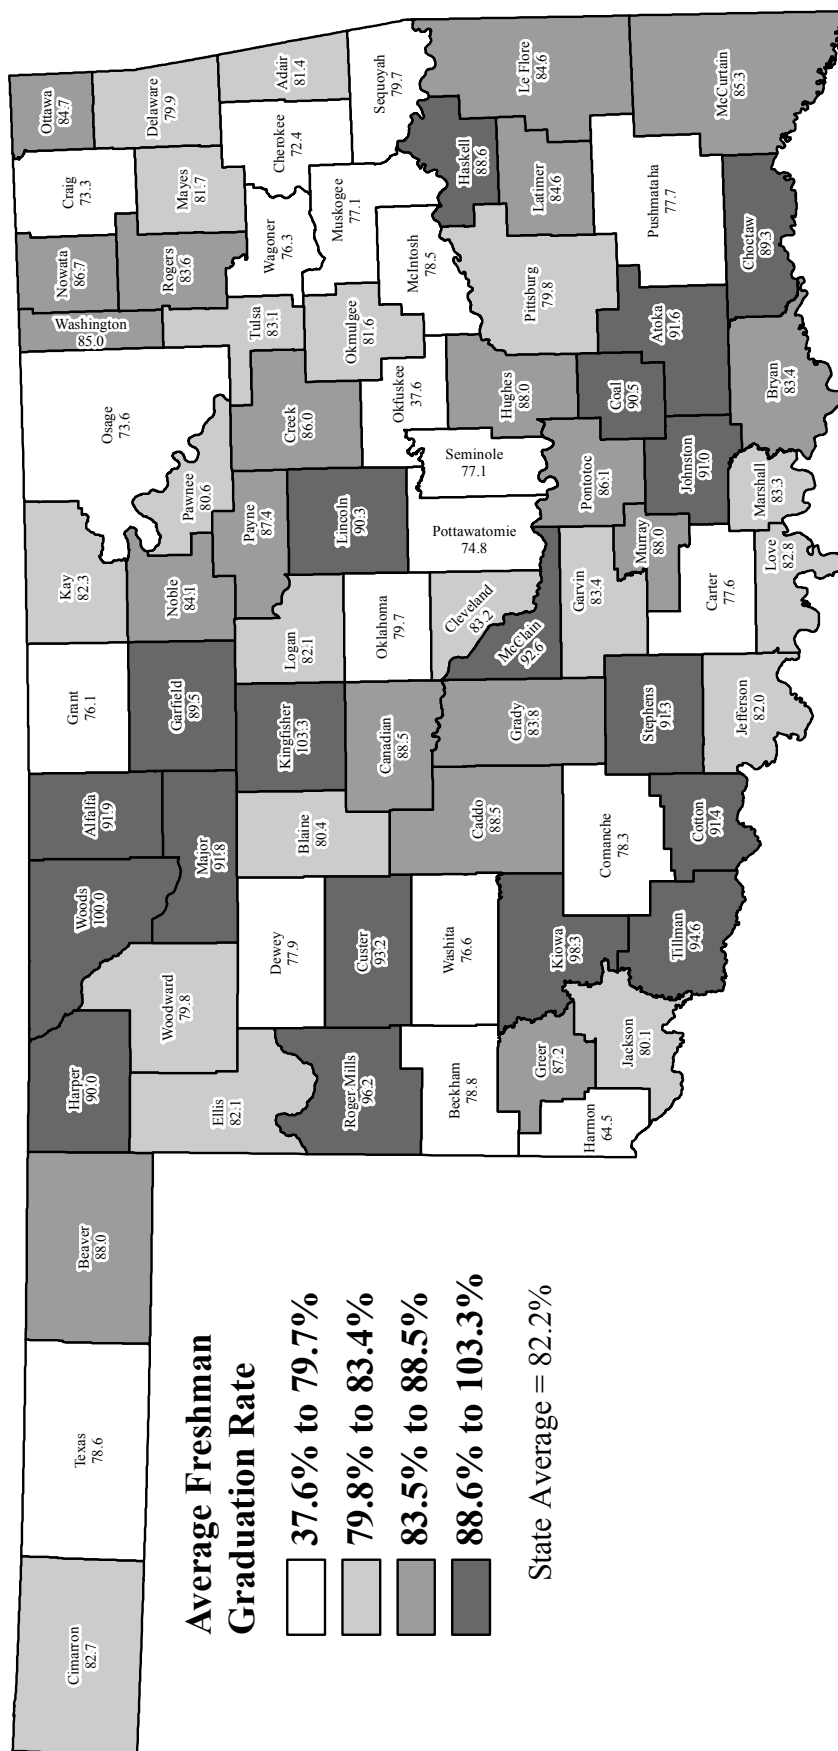 Cimarron
82.7
Texas
78.6
Beaver
88.0
Harper
90.0
Woods
100.0
Alfalfa
91.9
Grant
76.1
Kay
82.3
Osage
73.6
Washington
85.0
Nowata
86.7
Craig
73.3
Ottawa
84.7
Ellis
82.1
Woodward
79.8
Major
91.8
Garfield
89.5
Noble
84.1
Pawnee
80.6
Rogers
83.6
Mayes
81.7
Delaware
79.9
Roger Mills
96.2
Dewey
77.9
Custer
93.2
Blaine
80.4
Kingfisher
103.3
Logan
82.1
Payne
87.4
Lincoln
90.3
Creek
86.0
Tulsa
83.1
Wagoner
76.3
Cherokee
72.4
Adair
81.4
Beckham
78.8
Washita
76.6
Caddo
88.5
Canadian
88.5
Oklahoma
79.7
Cleveland
83.2
Pottawatomie
74.8
Seminole
77.1
Okfuskee
37.6
Okmulgee
81.6
Muskogee
77.1
McIntosh
78.5
Sequoyah
79.7
Haskell
88.6
Le Flore
84.6
Harmon
64.5
Greer
87.2
Jackson
80.1
Kiowa
98.3
Tillman
94.6
Comanche
78.3
Cotton
91.4
Grady
83.8
McClain
92.6
Stephens
91.3
Jefferson
82.0
Garvin
83.4
Murray
88.0
Carter
77.6
Love
82.8
Pontotoc
86.1
Johnston
91.0
Marshall
83.3
Hughes
88.0
Coal
90.5
Atoka
91.6
Bryan
83.4
Pittsburg
79.8
Latimer
84.6
Pushmataha
77.7
Choctaw
89.3
McCurtain
85.3
Average Freshman
Graduation Rate
37.6% to 79.7%
79.8% to 83.4%
83.5% to 88.5%
88.6% to 103.3%
State Average = 82.2%